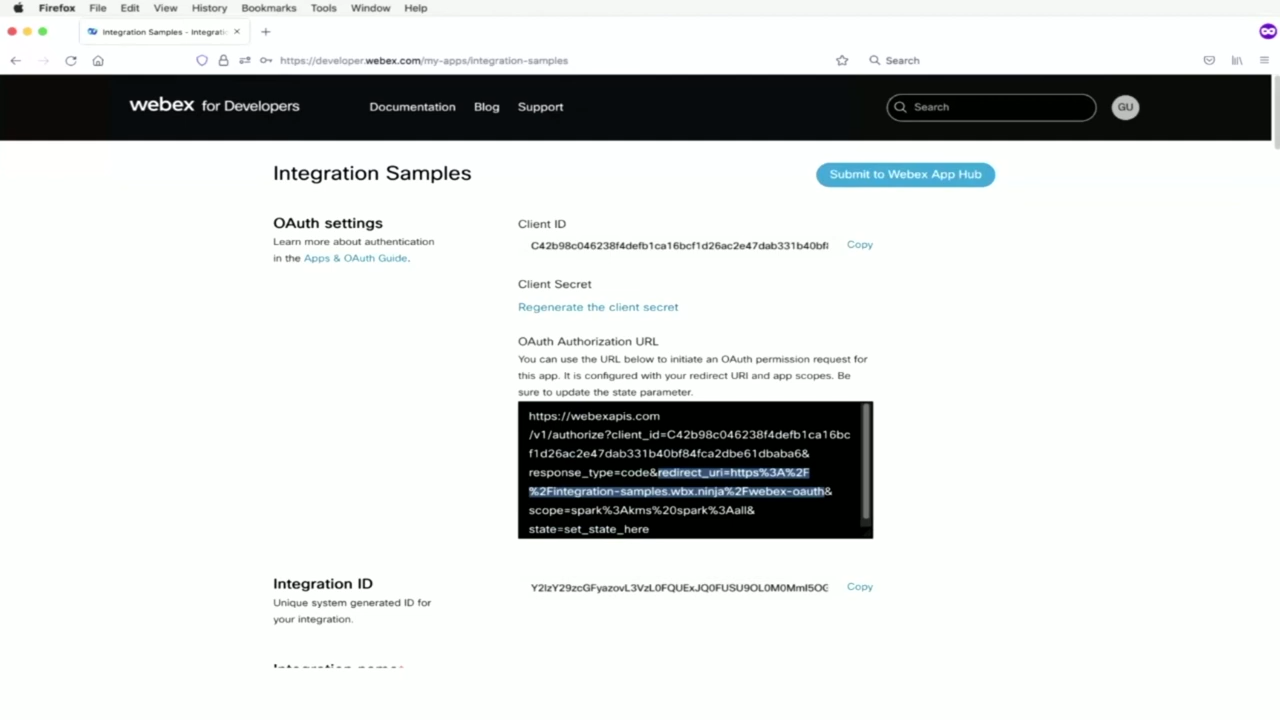 Firefox File Edit View History Bookmarks Tools Window Help
Integration Samples - Integrati
https://developer.webex.com/my-apps/integration-samples
Search
webex for Developers
Documentation Blog Support
Search
GU
Integration Samples
Submit to Webex App Hub
OAuth settings
Learn more about authentication
in the Apps & OAuth Guide.
Client ID
C42b98c046238f4defb1ca16bcf1d26ac2e47dab331b40bf8
Copy
Client Secret
Regenerate the client secret
OAuth Authorization URL
You can use the URL below to initiate an OAuth permission request for
this app. It is configured with your redirect URI and app scopes. Be
sure to update the state parameter.
https://webexapis.com
/v1/authorize?client_id=C42b98c046238f4defb1ca16bc
f1d26ac2e47dab331b40bf84fca2dbe61dbaba6&
response_type=code&redirect_uri=https%3A%2F
%2Fintegration-samples.wbx.ninja%2Fwebex-oauth&
scope=spark%3Akms%20spark%3Aall&
state=set_state_here
Integration ID
Unique system generated ID for
your integration.
Copy